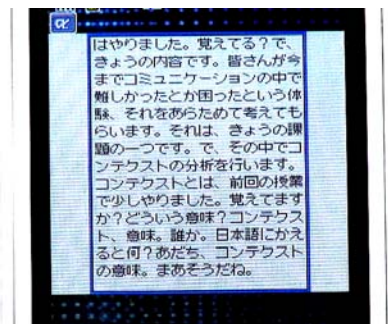 α
はやりました。覚えてる？で、
きょうの内容です。皆さんが今
までコミュニケーションの中で
難しかったとか困ったという体
験、それをあらためて考えても
らいます。それは、きょうの課
題の一つです。で、その中でコ
ンテクストの分析を行います。
コンテクストとは、前回の授業
で少しやりました。覚えてます
か？どういう意味？コンテクス
ト、意味。誰か。日本語にかえ
ると何？あだち、コンテクスト
の意味。まあそうだね。